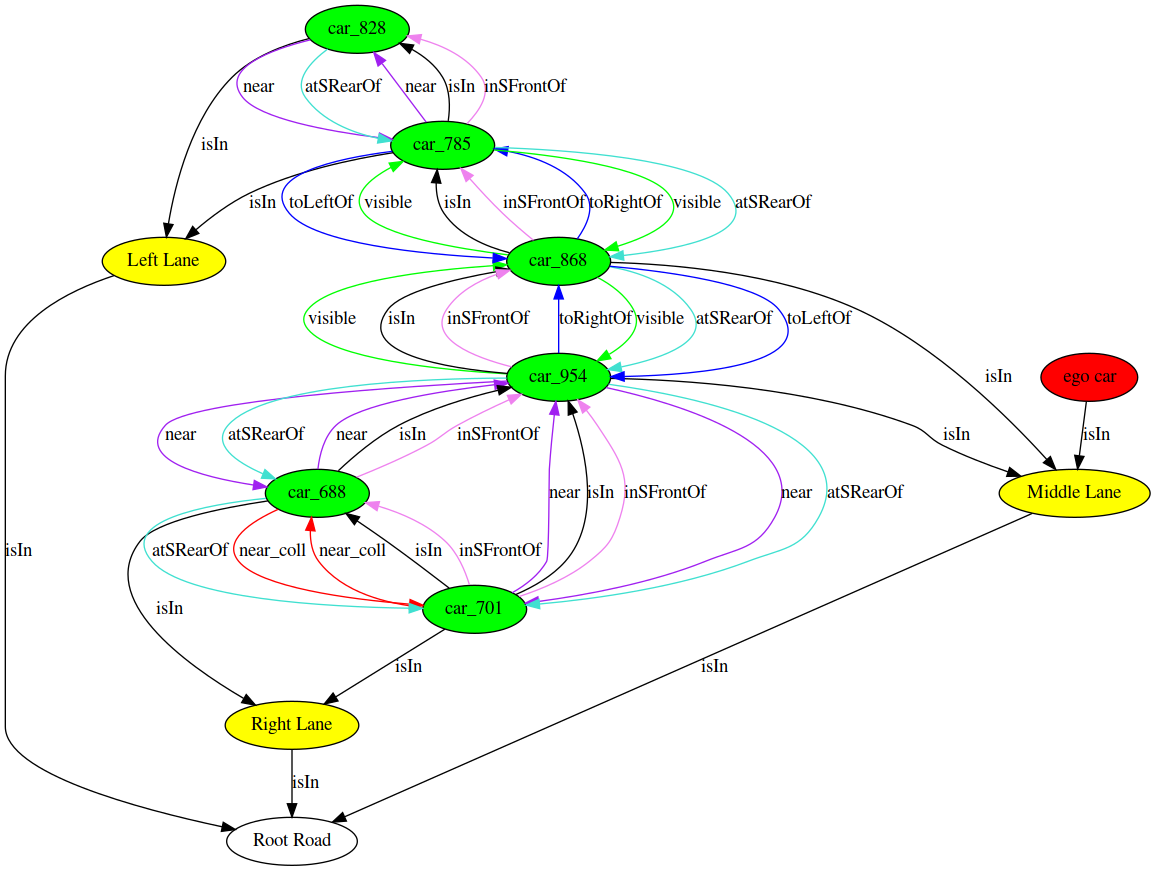 car_828
near
atSRearOf
near
isIn
inSFrontOf
isIn
car_785
isIn
toLeftOf
visible
isIn
inSFrontOf
toRightOf
visible
atSRearOf
Left Lane
car_868
visible
isIn
inSFrontOf
toRightOf
visible
atSRearOf
toLeftOf
car_954
isIn
ego car
near
atSRearOf
near
isIn
inSFrontOf
isIn
isIn
car_688
near
isIn
inSFrontOf
near
atSRearOf
Middle Lane
isIn
atSRearOf
near_coll
near_coll
isIn
inSFrontOf
isIn
car_701
isIn
isIn
Right Lane
isIn
Root Road